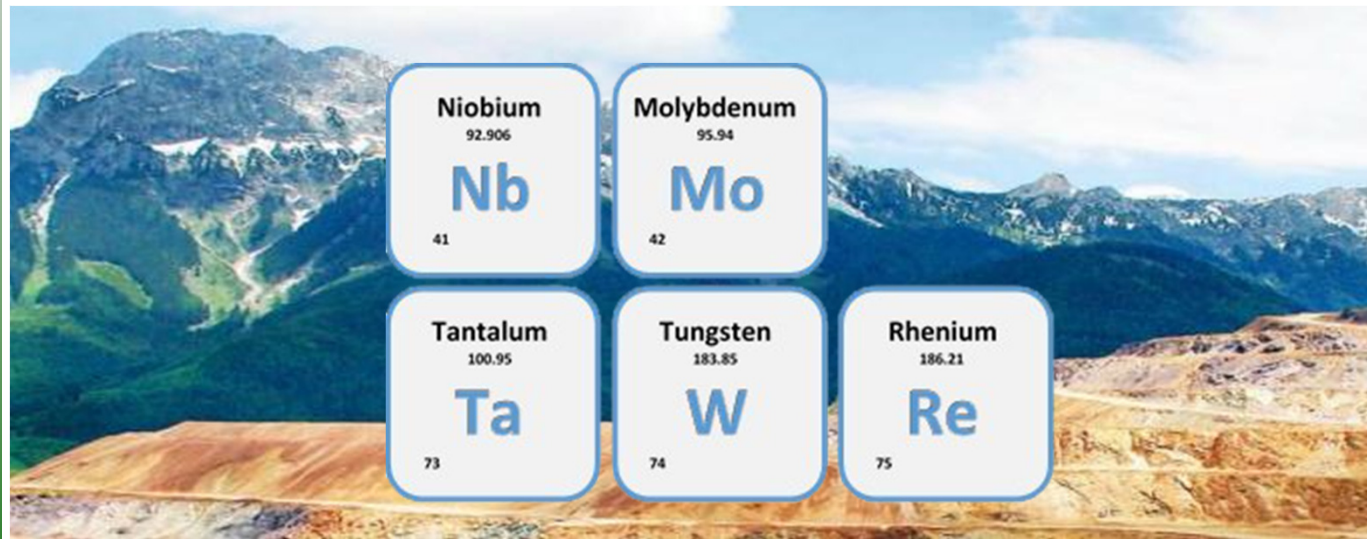 Niobium
92.906
Nb
41
Molybdenum
95.94
Mo
42
Tantalum
100.95
Ta
73
Tungsten
183.85
W
74
Rhenium
186.21
Re
75